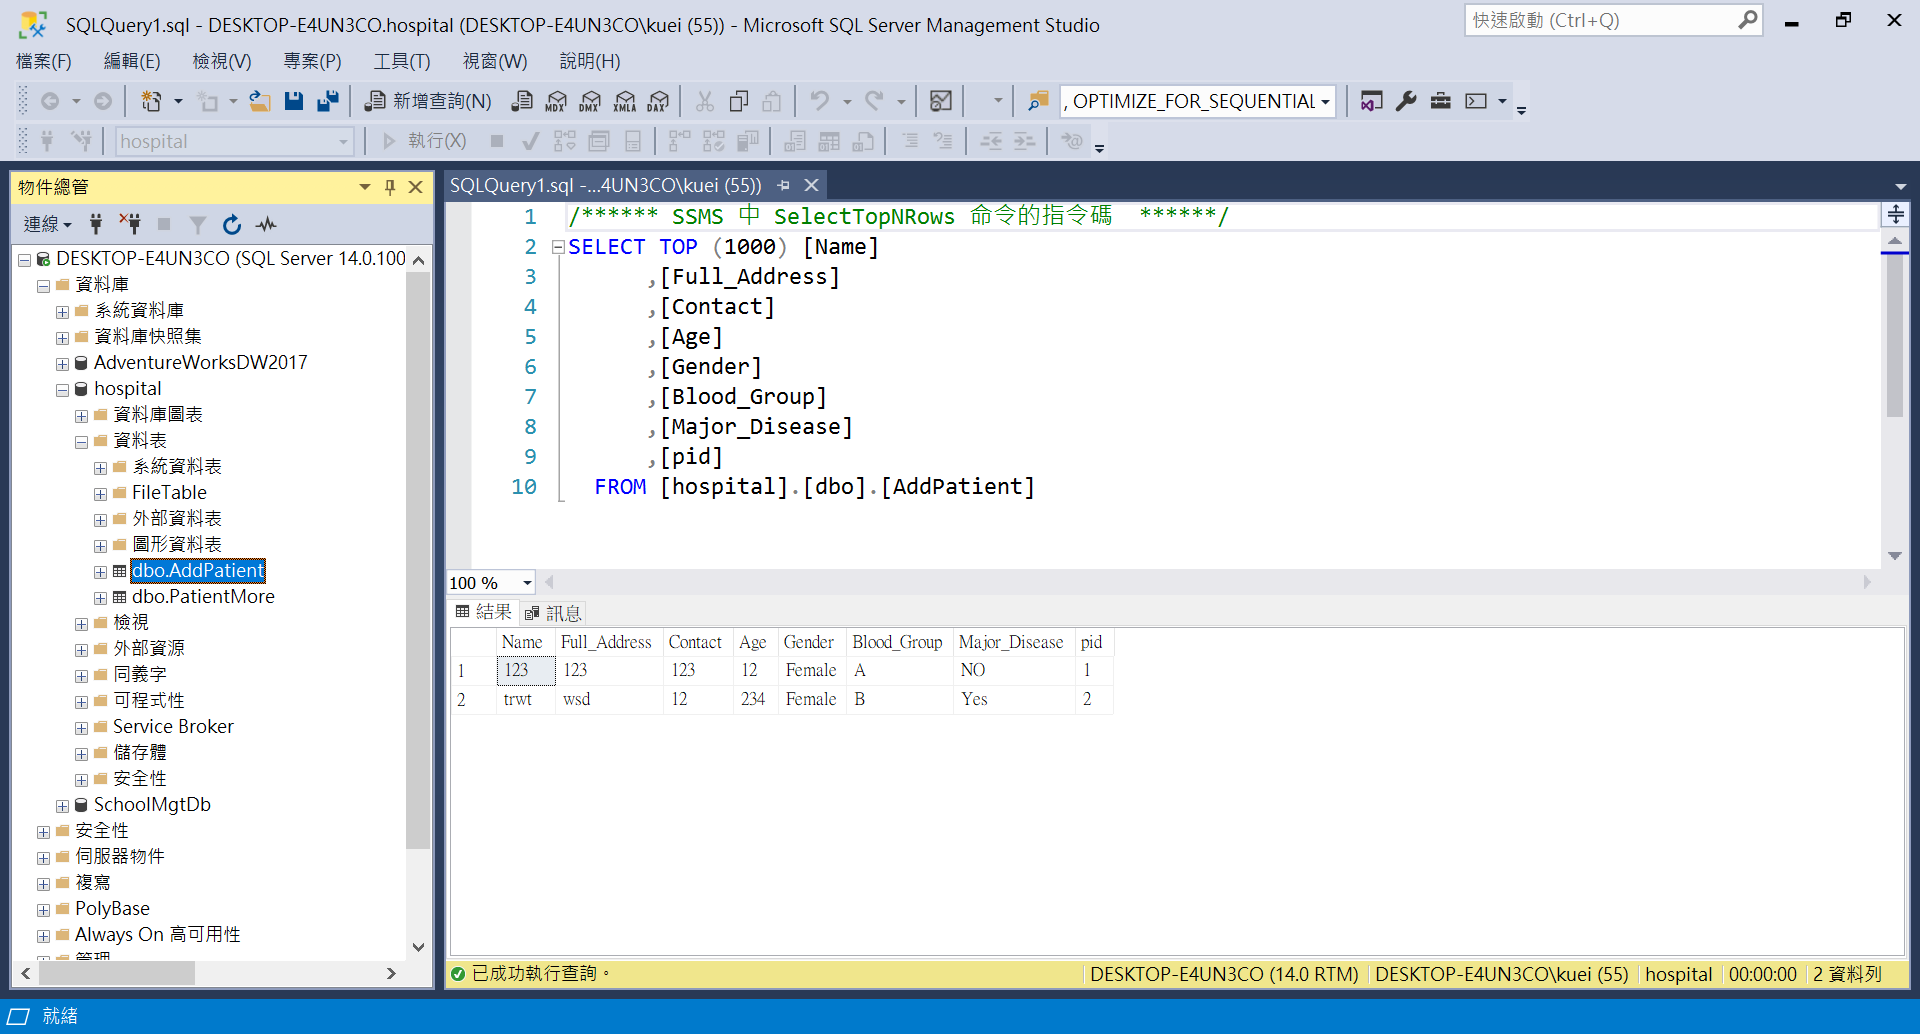 SQLQuery1.sql - DESKTOP-E4UN3CO.hospital (DESKTOP-E4UN3CO\kuei (55)) - Microsoft SQL Server Management Studio
快速啟動 (Ctrl+Q)
檔案(F) 編輯(E) 檢視(V) 專案(P) 工具(T) 視窗(W) 說明(H)
新增查詢(N) MDX DMX XMLA DAX , OPTIMIZE_FOR_SEQUENTIAL
hospital 執行(X)
物件總管
連線
DESKTOP-E4UN3CO (SQL Server 14.0.100
資料庫
系統資料庫
資料庫快照集
AdventureWorksDW2017
hospital
資料庫圖表
資料表
系統資料表
FileTable
外部資料表
圖形資料表
dbo.AddPatient
dbo.PatientMore
檢視
外部資源
同義字
可程式性
Service Broker
儲存體
安全性
SchoolMgtDb
安全性
伺服器物件
複寫
PolyBase
Always On 高可用性
管理
SQLQuery1.sql -...4UN3CO\kuei (55))
1 /****** SSMS 中 SelectTopNRows 命令的指令碼  ******/
2 SELECT TOP (1000) [Name]
3 ,[Full_Address]
4 ,[Contact]
5 ,[Age]
6 ,[Gender]
7 ,[Blood_Group]
8 ,[Major_Disease]
9 ,[pid]
10 FROM [hospital].[dbo].[AddPatient]
100 %
結果 訊息
Name Full_Address Contact Age Gender Blood_Group Major_Disease pid
1 123 123 123 12 Female A NO 1
2 trwt wsd 12 234 Female B Yes 2
已成功執行查詢。 DESKTOP-E4UN3CO (14.0 RTM) DESKTOP-E4UN3CO\kuei (55) hospital 00:00:00 2 資料列
就緒